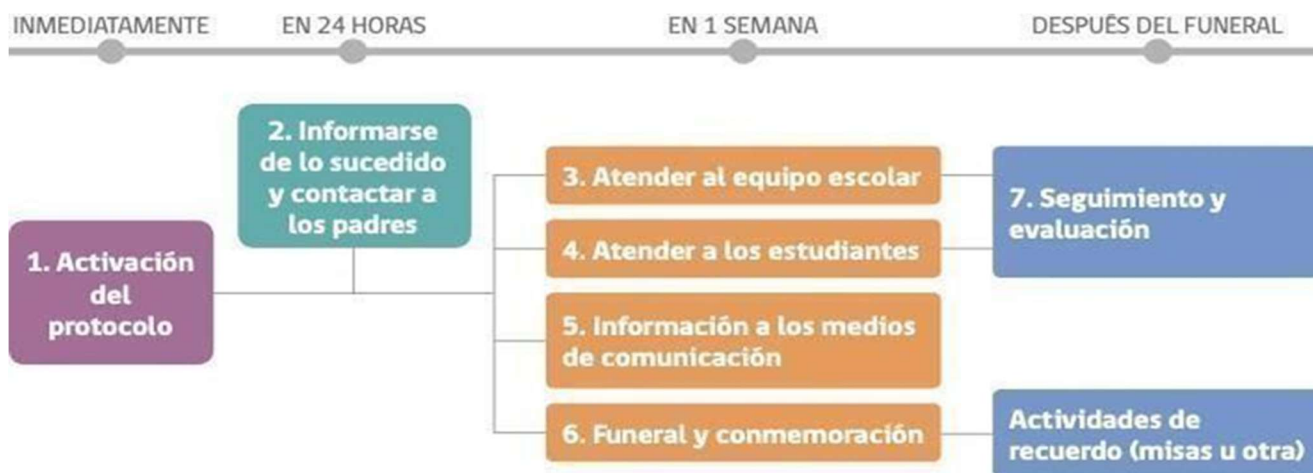 INMEDIATAMENTE
EN 24 HORAS
EN 1 SEMANA
DESPUÉS DEL FUNERAL
1. Activación
del
protocolo
2. Informarse
de lo sucedido
y contactar a
los padres
3. Atender al equipo escolar
4. Atender a los estudiantes
5. Información a los medios
de comunicación
6. Funeral y conmemoración
7. Seguimiento y
evaluación
Actividades de
recuerdo (misas u otra)